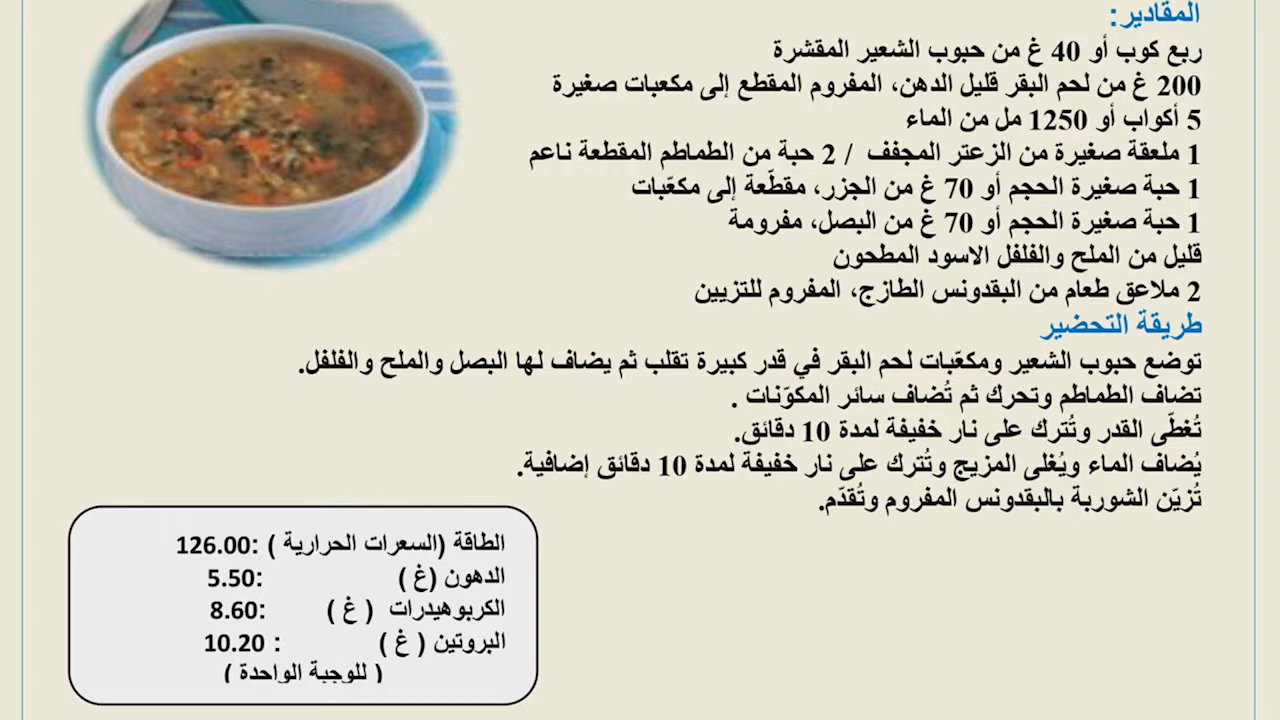 المقادير:
ربع كوب أو 40 غ من حبوب الشعير المقشرة
200 غ من لحم البقر قليل الدهن، المفروم المقطع إلى مكعبات صغيرة
5 أكواب أو 1250 مل من الماء
1 ملعقة صغيرة من الزعتر المجفف / 2 حبة من الطماطم المقطعة ناعم
1 حبة صغيرة الحجم أو 70 غ من الجزر، مقطّعة إلى مكعّبات
1 حبة صغيرة الحجم أو 70 غ من البصل، مفرومة
قليل من الملح والفلفل الاسود المطحون
2 ملاعق طعام من البقدونس الطازج، المفروم للتزيين
طريقة التحضير
توضع حبوب الشعير ومكعّبات لحم البقر في قدر كبيرة تقلب ثم يضاف لها البصل والملح والفلفل.
تضاف الطماطم وتحرك ثم تُضاف سائر المكوّنات .
تُغطّى القدر وتُترك على نار خفيفة لمدة 10 دقائق.
يُضاف الماء ويُغلى المزيج وتُترك على نار خفيفة لمدة 10 دقائق إضافية.
تُزيّن الشوربة بالبقدونس المفروم وتُقدّم.
الطاقة (السعرات الحرارية ) :126.00
الدهون (غ ) :5.50
الكربوهيدرات ( غ ) :8.60
البروتين ( غ ) : 10.20
( للوجبة الواحدة )